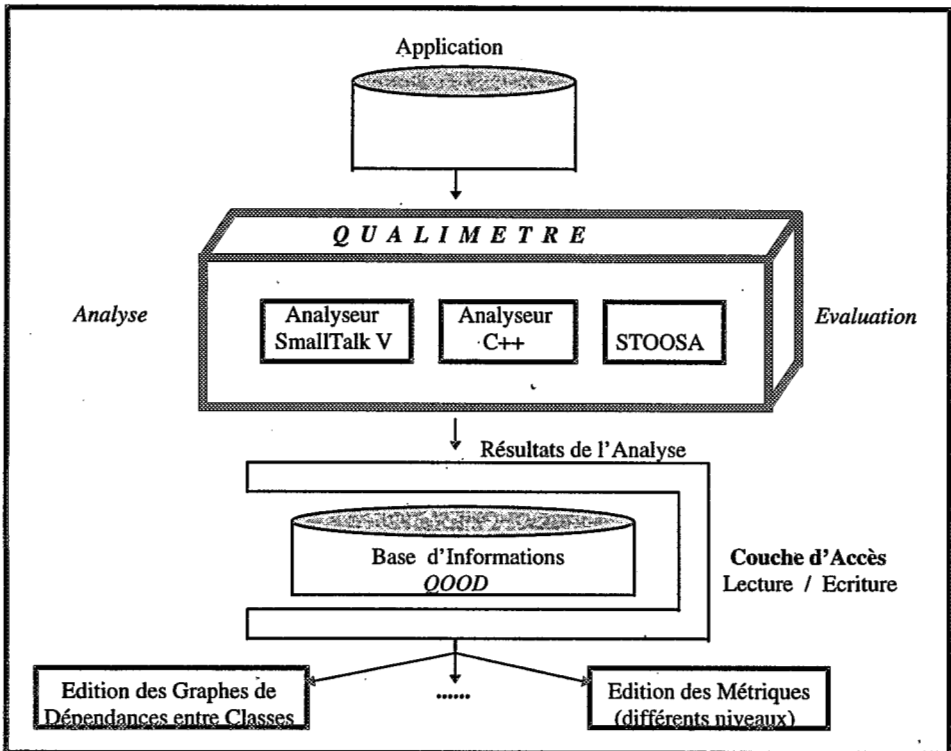 Application
Q U A L I M E T R E
Analyse
Analyseur
SmallTalk V
Analyseur
C++
STOOSA
Evaluation
Résultats de l'Analyse
Base d'Informations
QOOD
Couche d'Accès
Lecture / Ecriture
Edition des Graphes de
Dépendances entre Classes
......
Edition des Métriques
(différents niveaux)